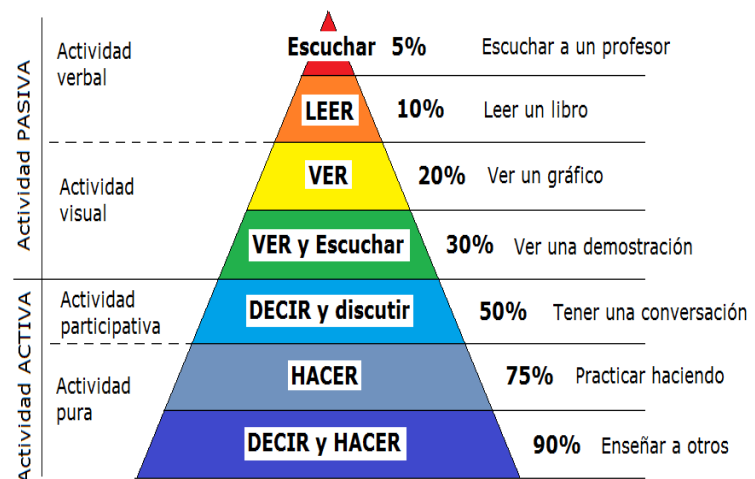 Actividad PASIVA
Actividad
verbal
Escuchar 5% Escuchar a un profesor
LEER 10% Leer un libro
Actividad
visual
VER 20% Ver un gráfico
VER y Escuchar 30% Ver una demostración
Actividad ACTIVA
Actividad
participativa
DECIR y discutir 50% Tener una conversación
Actividad
pura
HACER 75% Practicar haciendo
DECIR y HACER 90% Enseñar a otros